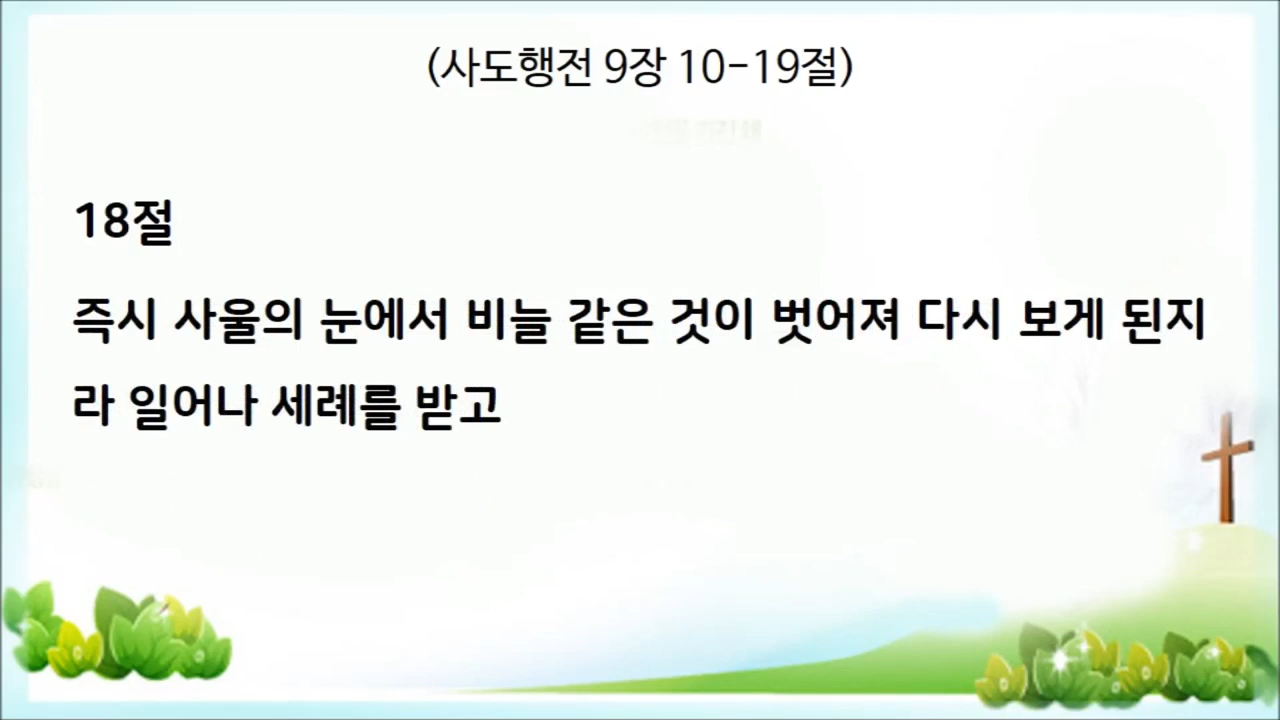 (사도행전 9장 10-19절)
18절
즉시 사울의 눈에서 비늘 같은 것이 벗어져 다시 보게 된지
라 일어나 세례를 받고